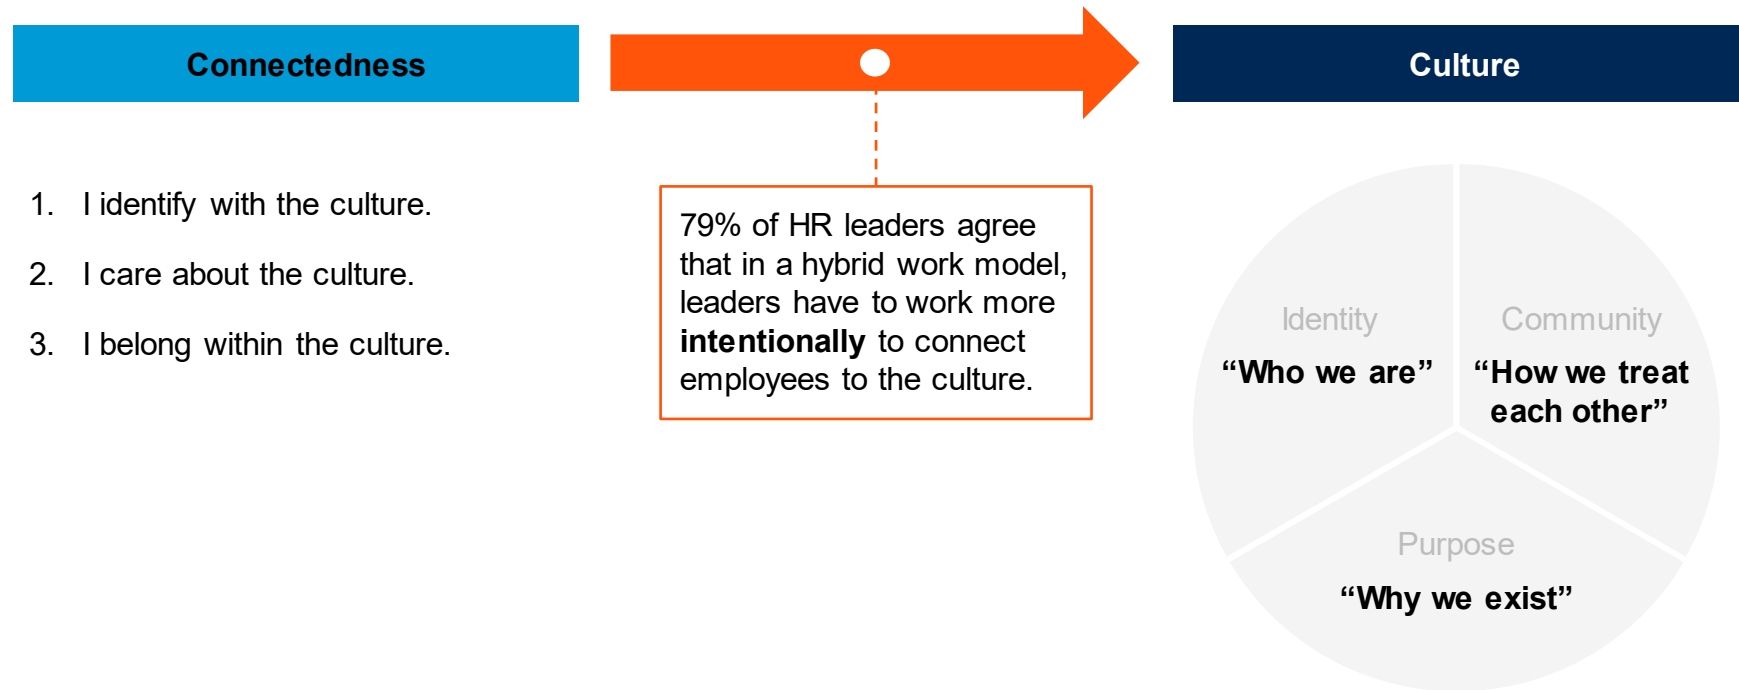 Connectedness
Culture
1. I identify with the culture.
2. I care about the culture.
3. I belong within the culture.
79% of HR leaders agree
that in a hybrid work model,
leaders have to work more
intentionally to connect
employees to the culture.
Identity
“Who we are”
Community
“How we treat
each other”
Purpose
“Why we exist”